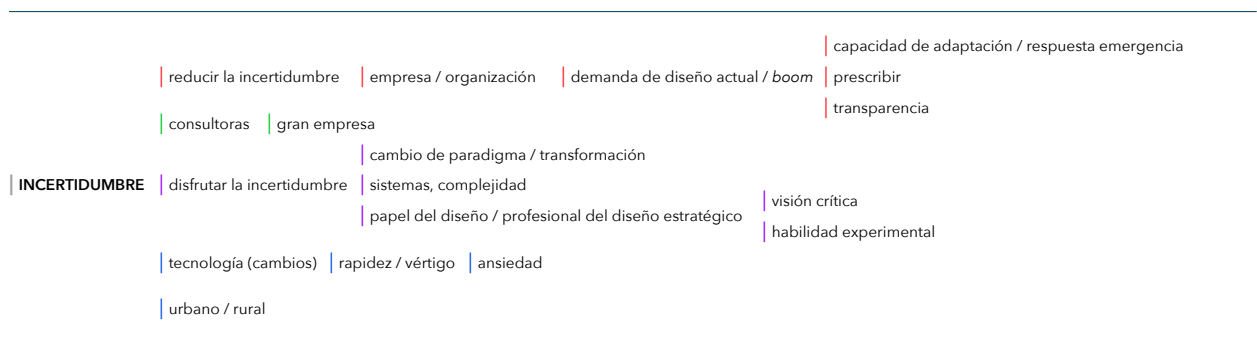 capacidad de adaptación / respuesta emergencia
reducir la incertidumbre empresa / organización demanda de diseño actual / boom prescribir
transparencia
consultoras gran empresa
cambio de paradigma / transformación
INCERTIDUMBRE disfrutar la incertidumbre sistemas, complejidad
visión crítica
papel del diseño / profesional del diseño estratégico
habilidad experimental
tecnología (cambios) rapidez / vértigo ansiedad
urbano / rural